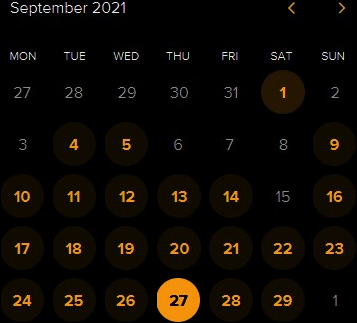 September 2021
MON TUE WED THU FRI SAT SUN
27 28 29 30 31 1 2
3 4 5 6 7 8 9
10 11 12 13 14 15 16
17 18 19 20 21 22 23
24 25 26 27 28 29 1